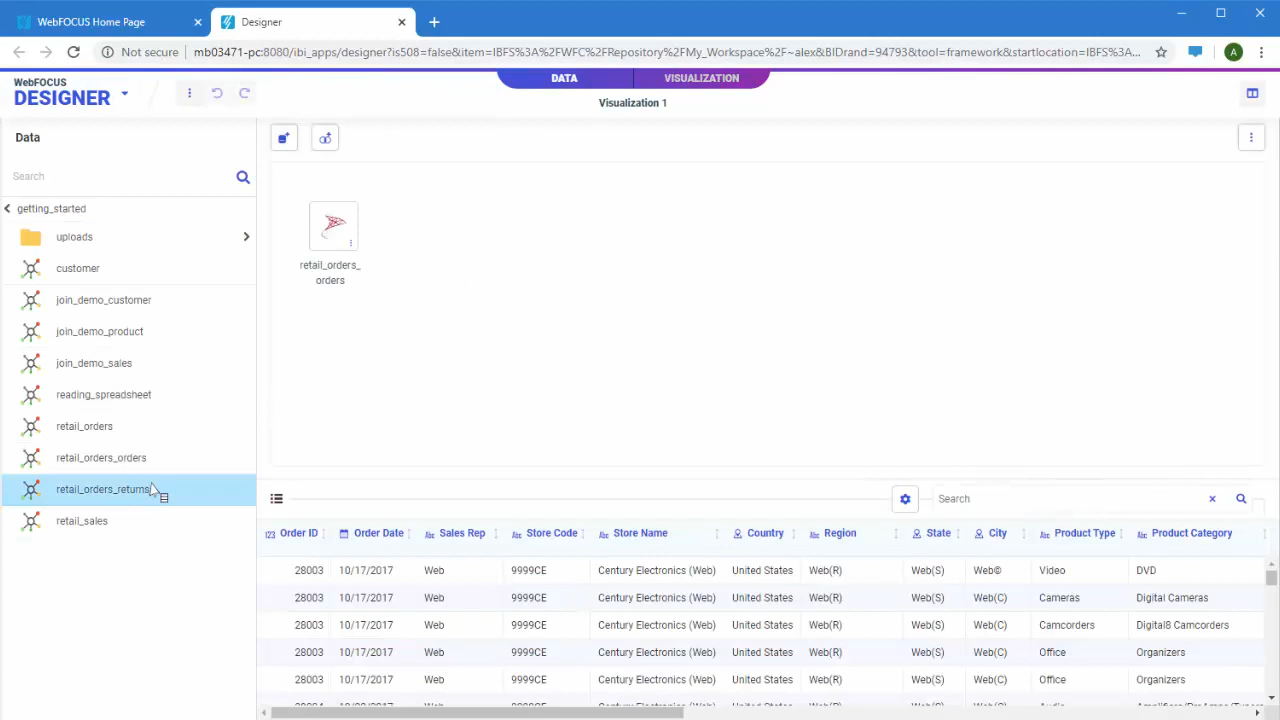 WebFOCUS Home Page
Designer
Not secure
mb03471-pc:8080/ibi_apps/designer?is508=false&item=IBFS%3A%2FWFC%2FRepository%2FMy_Workspace%2F~alex&BIDrand=94793&tool=framework&startlocation=IBFS%3A%...
A
WebFOCUS
DESIGNER
DATA
VISUALIZATION
Visualization 1
Data
Search
getting_started
uploads
customer
join_demo_customer
join_demo_product
join_demo_sales
reading_spreadsheet
retail_orders
retail_orders_orders
retail_orders_returns
retail_sales
retail_orders_
orders
Search
123 Order ID Order Date Abc Sales Rep Abc Store Code Abc Store Name Country Abc Region State City Abc Product Type Abc Product Category
28003 10/17/2017 Web 9999CE Century Electronics (Web) United States Web(R) Web(S) Web© Video DVD
28003 10/17/2017 Web 9999CE Century Electronics (Web) United States Web(R) Web(S) Web(C) Cameras Digital Cameras
28003 10/17/2017 Web 9999CE Century Electronics (Web) United States Web(R) Web(S) Web(C) Camcorders Digital8 Camcorders
28003 10/17/2017 Web 9999CE Century Electronics (Web) United States Web(R) Web(S) Web(C) Office Organizers
28003 10/17/2017 Web 9999CE Century Electronics (Web) United States Web(R) Web(S) Web(C) Office Organizers